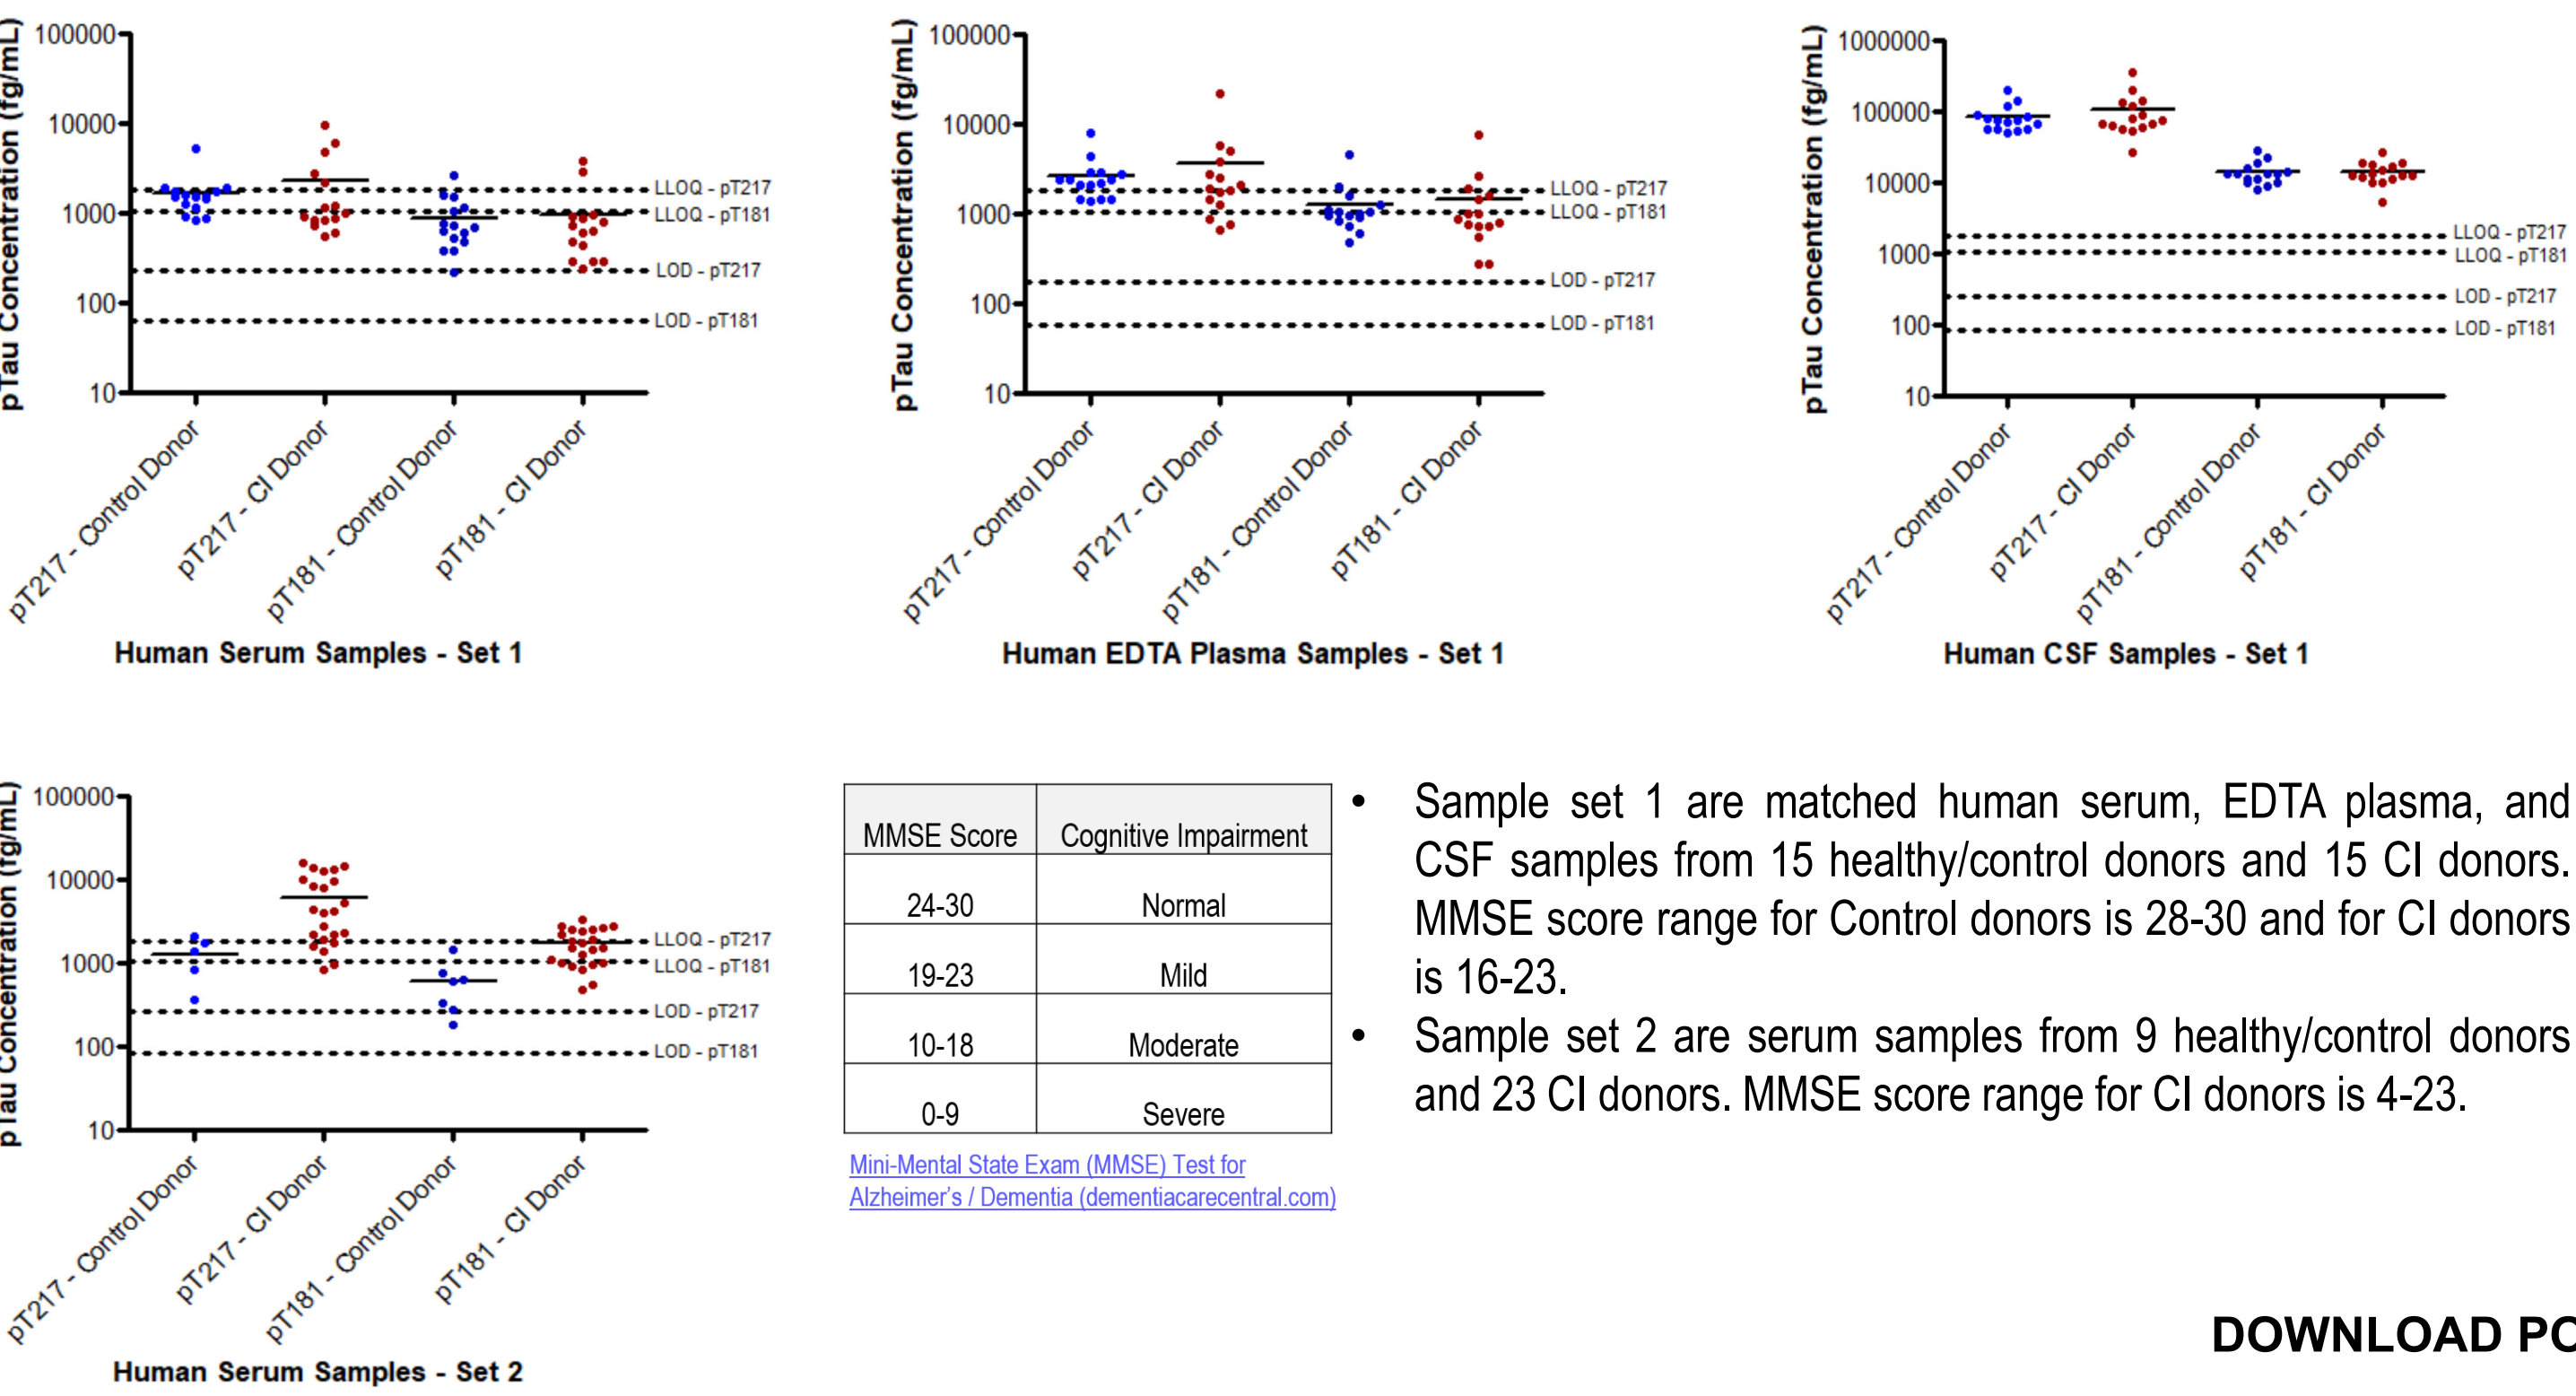 pTau Concentration (fg/mL)
100000
10000
1000
100
10
LLOQ - pT217
LLOQ - pT181
LOD - pT217
LOD - pT181
pT217 - Control Donor
pT217 - CI Donor
pT181 - Control Donor
pT181 - CI Donor
Human Serum Samples - Set 1
pTau Concentration (fg/mL)
100000
10000
1000
100
10
LLOQ - pT217
LLOQ - pT181
LOD - pT217
LOD - pT181
pT217 - Control Donor
pT217 - CI Donor
pT181 - Control Donor
pT181 - CI Donor
Human EDTA Plasma Samples - Set 1
pTau Concentration (fg/mL)
1000000
100000
10000
1000
100
10
LLOQ - pT217
LLOQ - pT181
LOD - pT217
LOD - pT181
pT217 - Control Donor
pT217 - CI Donor
pT181 - Control Donor
pT181 - CI Donor
Human CSF Samples - Set 1
pTau Concentration (fg/mL)
100000
10000
1000
100
10
LLOQ - pT217
LLOQ - pT181
LOD - pT217
LOD - pT181
pT217 - Control Donor
pT217 - CI Donor
pT181 - Control Donor
pT181 - CI Donor
Human Serum Samples - Set 2
MMSE Score Cognitive Impairment
24-30 Normal
19-23 Mild
10-18 Moderate
0-9 Severe
Mini-Mental State Exam (MMSE) Test for
Alzheimer's / Dementia (dementiacarecentral.com)
• Sample set 1 are matched human serum, EDTA plasma, and
CSF samples from 15 healthy/control donors and 15 CI donors.
MMSE score range for Control donors is 28-30 and for CI donors
is 16-23.
• Sample set 2 are serum samples from 9 healthy/control donors
and 23 CI donors. MMSE score range for CI donors is 4-23.
DOWNLOAD